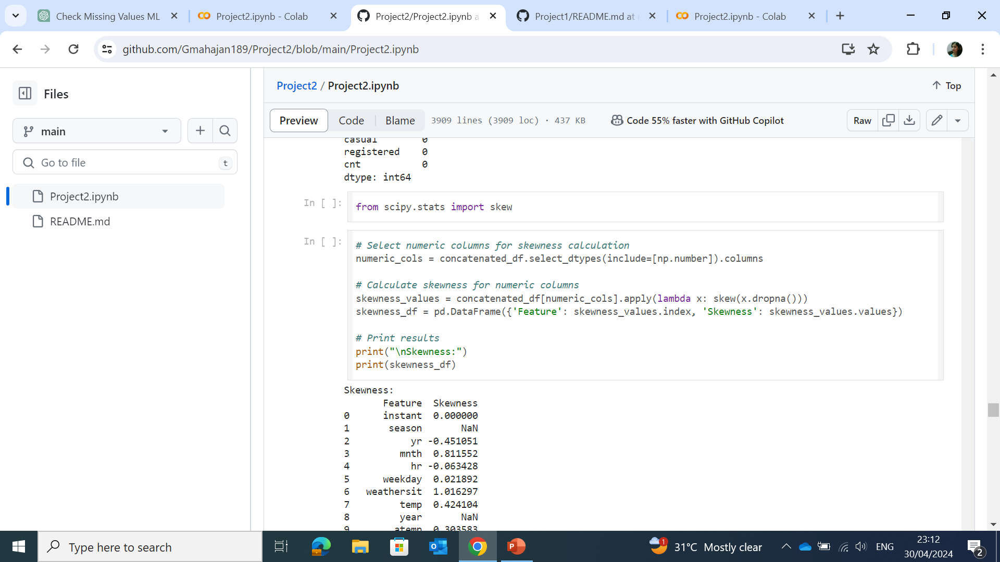 Check Missing Values ML
Project2.ipynb - Colab
Project2/Project2.ipynb a
Project1/README.md at
Project2.ipynb - Colab
github.com/Gmahajan189/Project2/blob/main/Project2.ipynb
Files
main
Go to file
t
Project2.ipynb
README.md
Project2 / Project2.ipynb
Top
Preview
Code
Blame
3909 lines (3909 loc) · 437 KB
Code 55% faster with GitHub Copilot
Raw
casual 0
registered 0
cnt 0
dtype: int64
In [ ]:
from scipy.stats import skew
In [ ]:
# Select numeric columns for skewness calculation
numeric_cols = concatenated_df.select_dtypes(include=[np.number]).columns
# Calculate skewness for numeric columns
skewness_values = concatenated_df[numeric_cols].apply(lambda x: skew(x.dropna()))
skewness_df = pd.DataFrame({'Feature': skewness_values.index, 'Skewness': skewness_values.values})
# Print results
print("\nSkewness:")
print(skewness_df)
Skewness:
Feature Skewness
0 instant 0.000000
1 season NaN
2 yr -0.451051
3 mnth 0.811552
4 hr -0.063428
5 weekday 0.021892
6 weathersit 1.016297
7 temp 0.424104
8 year NaN
9 atemp 0.303583
Type here to search
1
31°C Mostly clear
ENG
23:12
30/04/2024
2